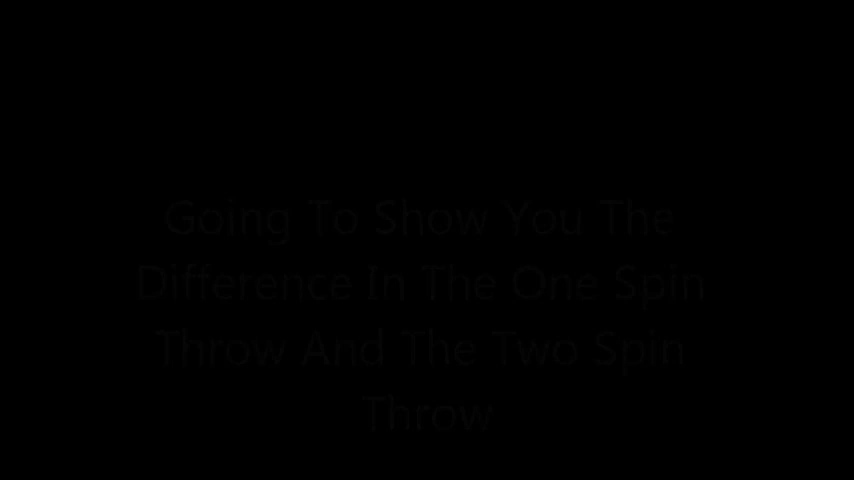 Going To Show You The
Difference In The One Spin
Throw And The Two Spin
Throw